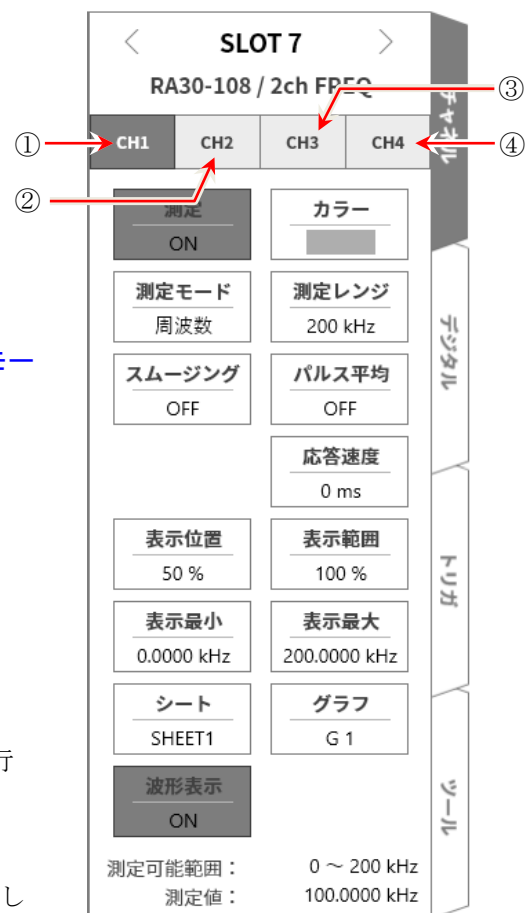 < SLOT 7 >
RA30-108 / 2ch FREQ
③
チャネル
① CH1 CH2 CH3 CH4 ④
②
測定 カラー
ON
測定モード 測定レンジ
周波数 200 kHz
デジタル
モー
スムージング パルス平均
OFF OFF
応答速度
0 ms
表示位置 表示範囲
50 % 100 %
トリガ
表示最小 表示最大
0.0000 kHz 200.0000 kHz
シート グラフ
SHEET1 G 1
行
波形表示
ON
ツール
測定可能範囲： 0 ～ 200 kHz
し
測定値： 100.0000 kHz